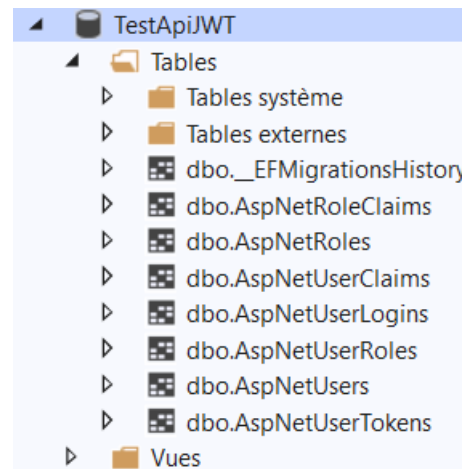 TestApiJWT
Tables
Tables système
Tables externes
dbo.__EFMigrationsHistory
dbo.AspNetRoleClaims
dbo.AspNetRoles
dbo.AspNetUserClaims
dbo.AspNetUserLogins
dbo.AspNetUserRoles
dbo.AspNetUsers
dbo.AspNetUserTokens
Vues